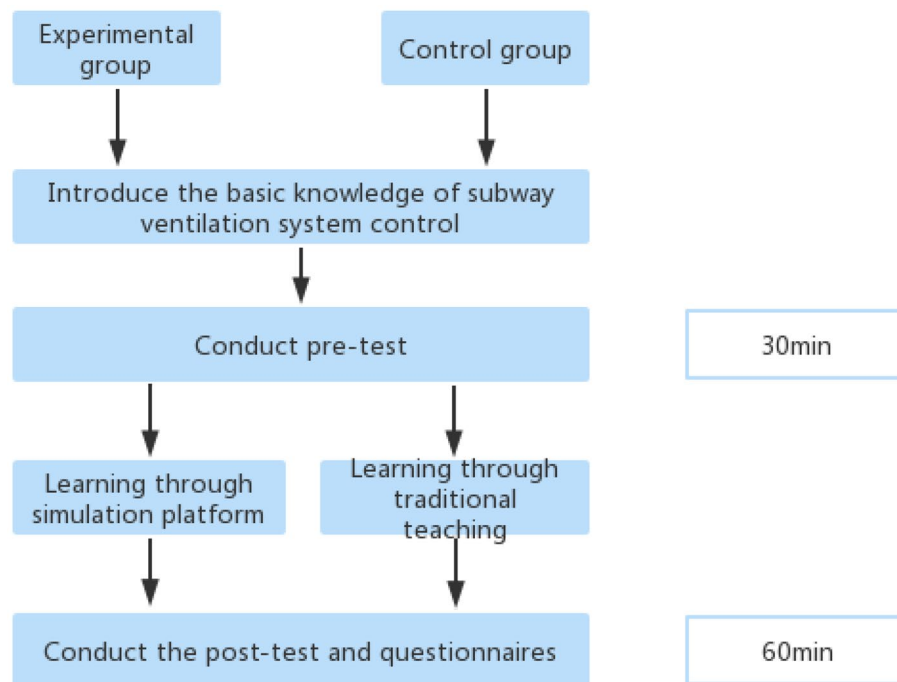 Experimental
group
Control group
Introduce the basic knowledge of subway
ventilation system control
Conduct pre-test
30min
Learning through
simulation platform
Learning through
traditional
teaching
Conduct the post-test and questionnaires
60min